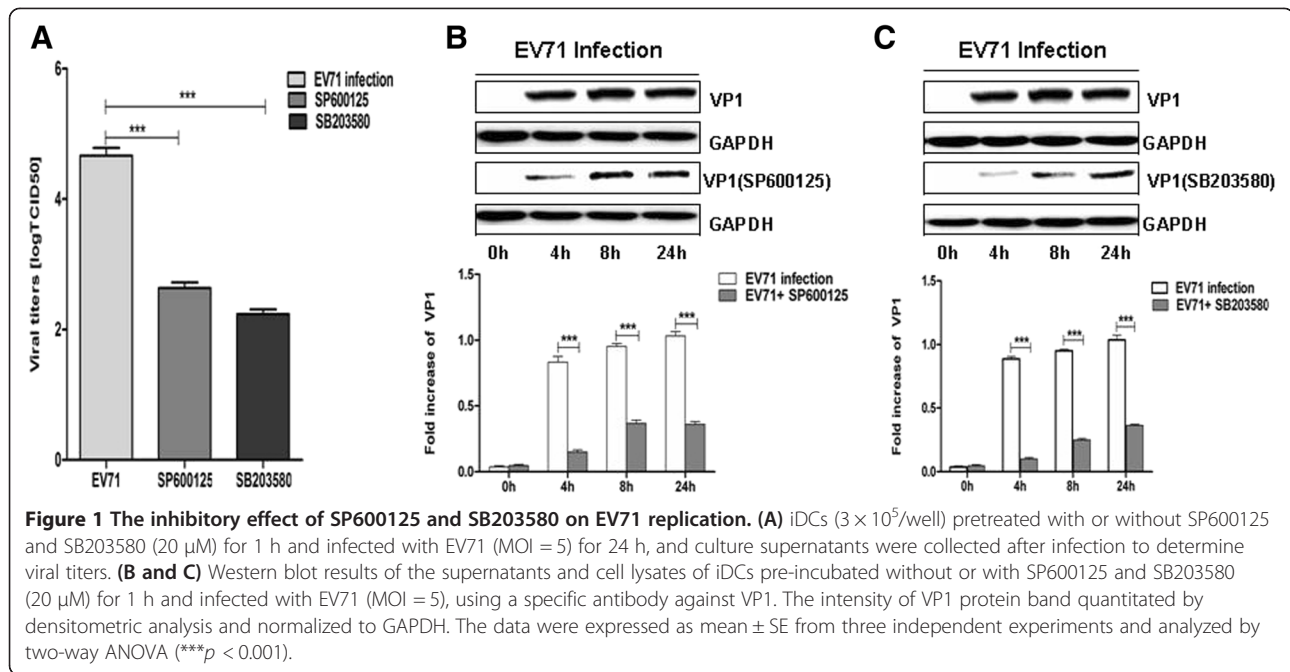 A
Viral titers [logTCID50]
6
4
2
0
***
***
EV71 infection
SP600125
SB203580
EV71
SP600125
SB203580
B
EV71 Infection
VP1
GAPDH
VP1(SP600125)
GAPDH
0h 4h 8h 24h
Fold increase of VP1
1.5
1.0
0.5
0.0
EV71 infection
EV71+ SP600125
***
***
***
0h 4h 8h 24h
C
EV71 Infection
VP1
GAPDH
VP1(SB203580)
GAPDH
0h 4h 8h 24h
Fold increase of VP1
1.5
1.0
0.5
0.0
EV71 infection
EV71+ SB203580
***
***
***
0h 4h 8h 24h
Figure 1 The inhibitory effect of SP600125 and SB203580 on EV71 replication. (A) iDCs (3 × 10⁵/well) pretreated with or without SP600125
and SB203580 (20 μM) for 1 h and infected with EV71 (MOI = 5) for 24 h, and culture supernatants were collected after infection to determine
viral titers. (B and C) Western blot results of the supernatants and cell lysates of iDCs pre-incubated without or with SP600125 and SB203580
(20 μM) for 1 h and infected with EV71 (MOI = 5), using a specific antibody against VP1. The intensity of VP1 protein band quantitated by
densitometric analysis and normalized to GAPDH. The data were expressed as mean ± SE from three independent experiments and analyzed by
two-way ANOVA (***p < 0.001).